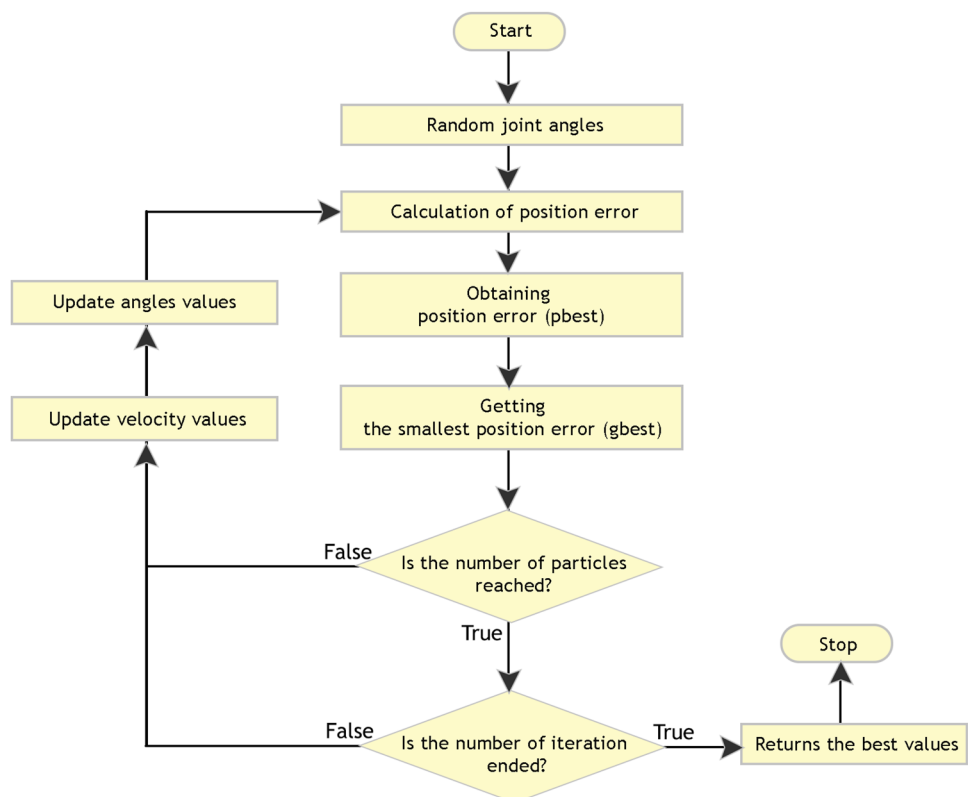 Start
Random joint angles
Calculation of position error
Update angles values
Obtaining
position error (pbest)
Update velocity values
Getting
the smallest position error (gbest)
False
Is the number of particles
reached?
True
Stop
False
Is the number of iteration
ended?
True
Returns the best values